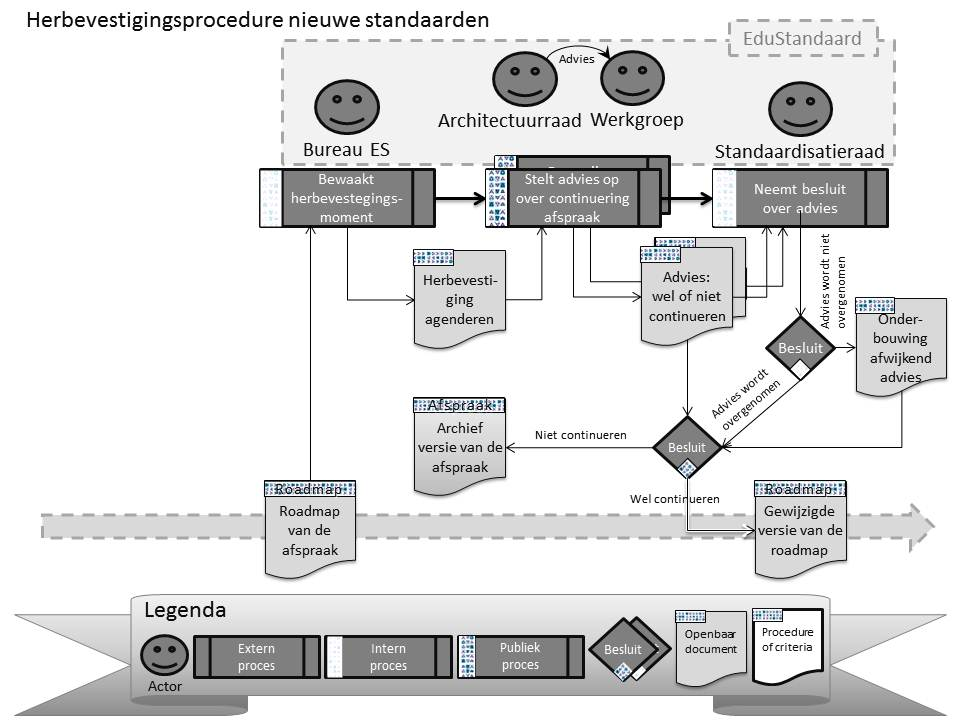 Herbevestigingsprocedure nieuwe standaarden
EduStandaard
Advies
Architectuurraad
Werkgroep
Bureau ES
Standaardisatieraad
Bewaakt
herbevestegings-
moment
Stelt advies op
over continuering
afspraak
Neemt besluit
over advies
Herbevesti-
ging
agenderen
Advies:
wel of niet
continueren
Advies wordt niet
overgenomen
Besluit
Onder-
bouwing
afwijkend
advies
Advies wordt
overgenomen
Afspraak
Archief
versie van de
afspraak
Niet continueren
Besluit
Wel continueren
Roadmap
Roadmap
van de
afspraak
Roadmap
Gewijzigde
versie van de
roadmap
Legenda
Actor
Extern
proces
Intern
proces
Publiek
proces
Besluit
Openbaar
document
Procedure
of criteria